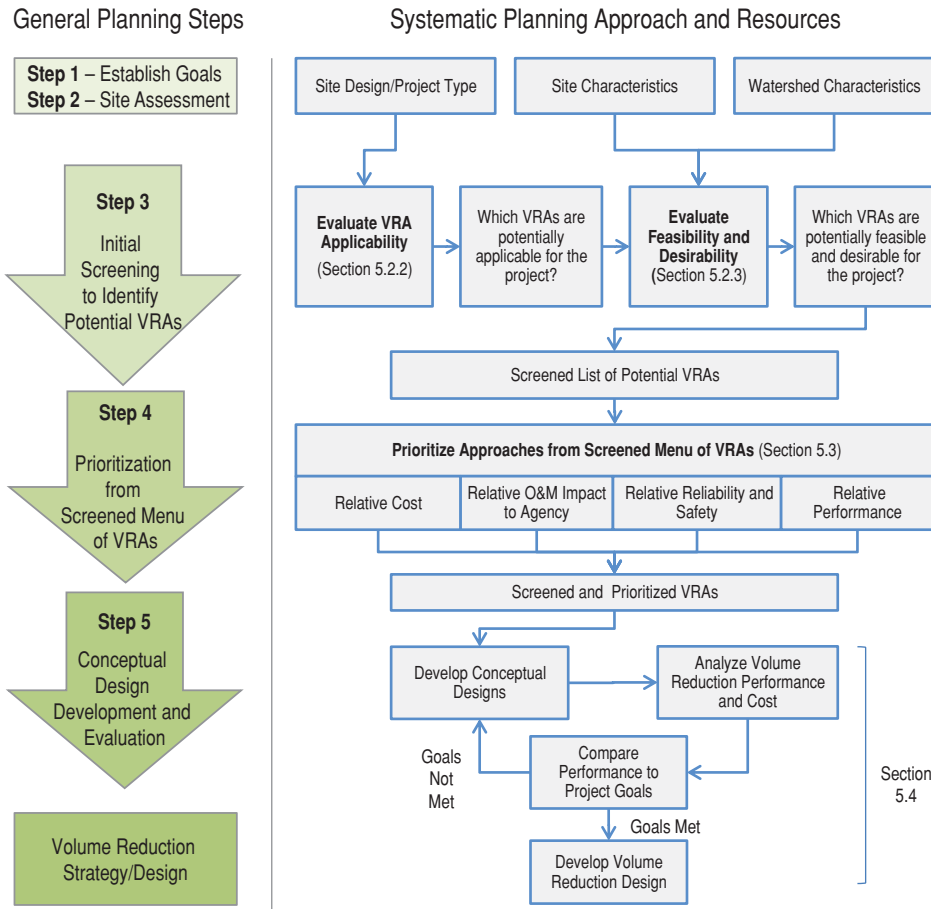 General Planning Steps
Systematic Planning Approach and Resources
Step 1 – Establish Goals
Step 2 – Site Assessment
Site Design/Project Type
Site Characteristics
Watershed Characteristics
Step 3
Initial
Screening
to Identify
Potential VRAs
Evaluate VRA
Applicability
(Section 5.2.2)
Which VRAs are
potentially
applicable for the
project?
Evaluate
Feasibility and
Desirability
(Section 5.2.3)
Which VRAs are
potentially feasible
and desirable for
the project?
Screened List of Potential VRAs
Step 4
Prioritization
from
Screened Menu
of VRAs
Prioritize Approaches from Screened Menu of VRAs (Section 5.3)
Relative Cost
Relative O&M Impact
to Agency
Relative Reliability and
Safety
Relative
Perforrmance
Screened and Prioritized VRAs
Step 5
Conceptual
Design
Development and
Evaluation
Develop Conceptual
Designs
Analyze Volume
Reduction Performance
and Cost
Goals
Not
Met
Compare
Performance to
Project Goals
Section
5.4
Goals Met
Volume Reduction
Strategy/Design
Develop Volume
Reduction Design